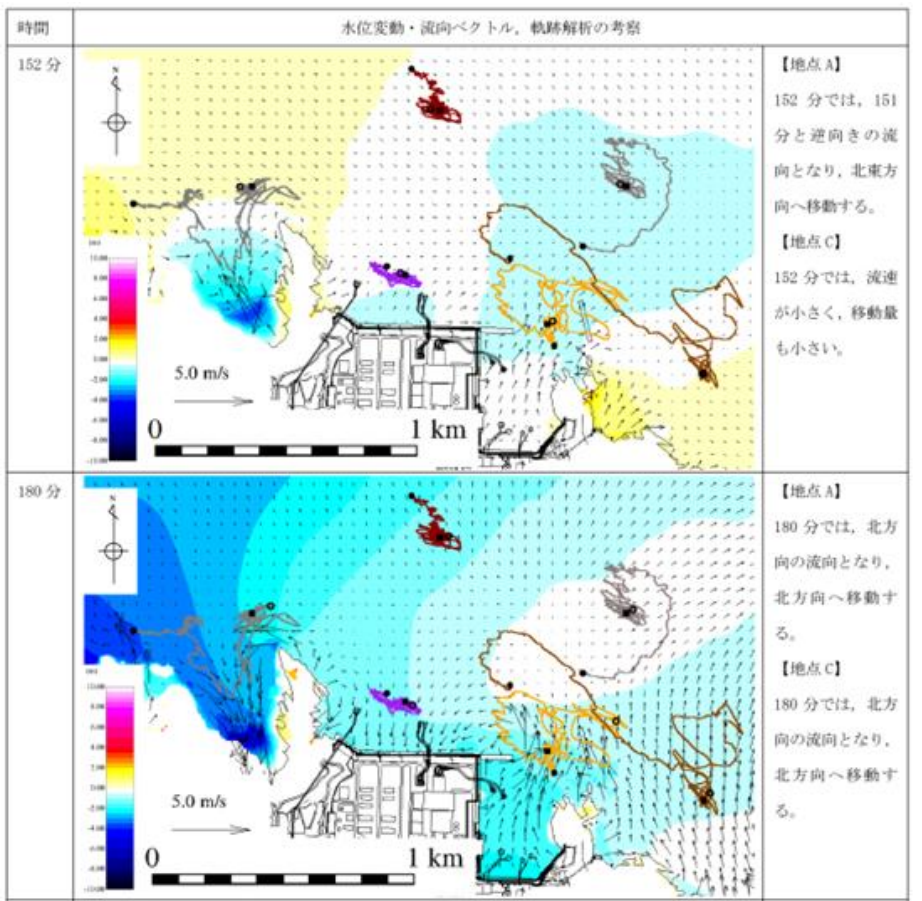 時間
水位変動・流向ベクトル，軌跡解析の考察
152 分
N
5.0 m/s
0
1 km
【地点 A】
152 分では，151
分と逆向きの流
向となり，北東方
向へ移動する。
【地点 C】
152 分では，流速
が小さく，移動量
も小さい。
180 分
N
5.0 m/s
0
1 km
【地点 A】
180 分では，北方
向の流向となり，
北方向へ移動す
る。
【地点 C】
180 分では，北方
向の流向となり，
北方向へ移動す
る。